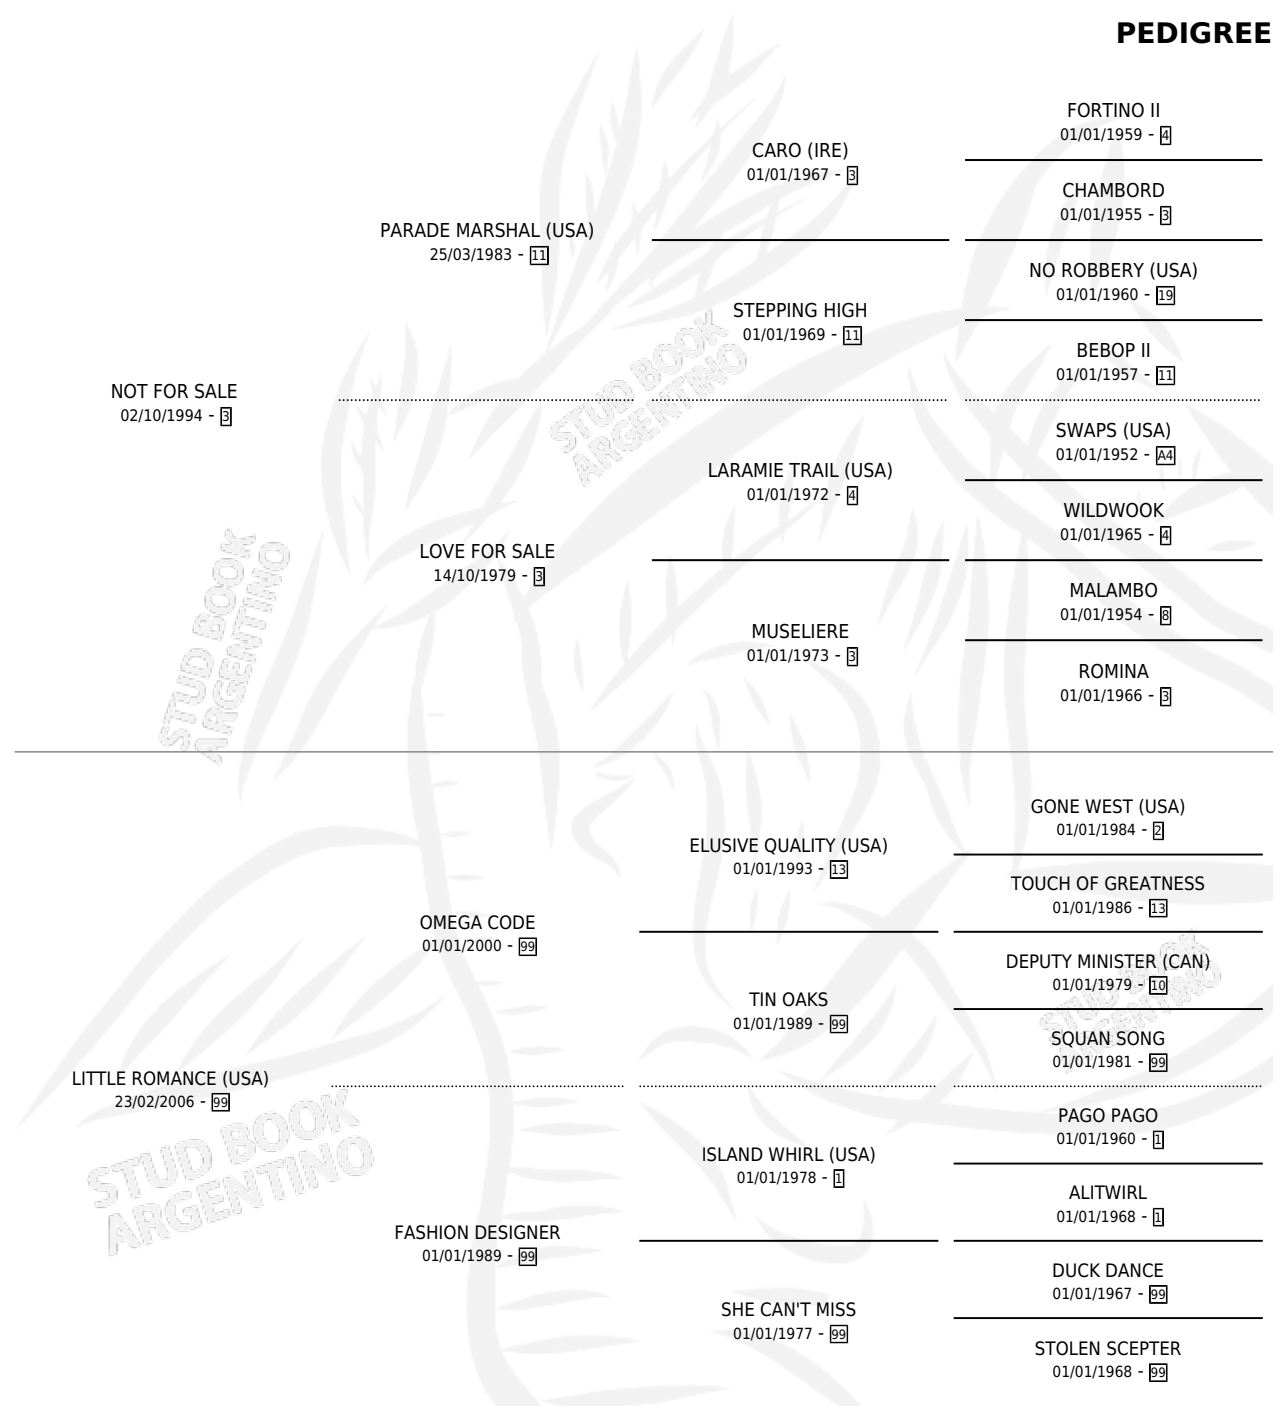 PEDIGREE
FORTINO II
01/01/1959 - 4
CARO (IRE)
01/01/1967 - 3
CHAMBORD
01/01/1955 - 3
PARADE MARSHAL (USA)
25/03/1983 - 11
NO ROBBERY (USA)
01/01/1960 - 19
STEPPING HIGH
01/01/1969 - 11
BEBOP II
01/01/1957 - 11
NOT FOR SALE
02/10/1994 - 3
SWAPS (USA)
01/01/1952 - A4
LARAMIE TRAIL (USA)
01/01/1972 - 4
WILDWOOK
01/01/1965 - 4
LOVE FOR SALE
14/10/1979 - 3
MALAMBO
01/01/1954 - 8
MUSELIERE
01/01/1973 - 3
ROMINA
01/01/1966 - 3
GONE WEST (USA)
01/01/1984 - 2
ELUSIVE QUALITY (USA)
01/01/1993 - 13
TOUCH OF GREATNESS
01/01/1986 - 13
OMEGA CODE
01/01/2000 - 99
DEPUTY MINISTER (CAN)
01/01/1979 - 10
TIN OAKS
01/01/1989 - 99
SQUAN SONG
01/01/1981 - 99
LITTLE ROMANCE (USA)
23/02/2006 - 99
PAGO PAGO
01/01/1960 - 1
ISLAND WHIRL (USA)
01/01/1978 - 1
ALITWIRL
01/01/1968 - 1
FASHION DESIGNER
01/01/1989 - 99
DUCK DANCE
01/01/1967 - 99
SHE CAN'T MISS
01/01/1977 - 99
STOLEN SCEPTER
01/01/1968 - 99
STUD BOOK
ARGENTINO
STUD BOOK
ARGENTINO
STUD BOOK
ARGENTINO
STUD BOOK
ARGENTINO